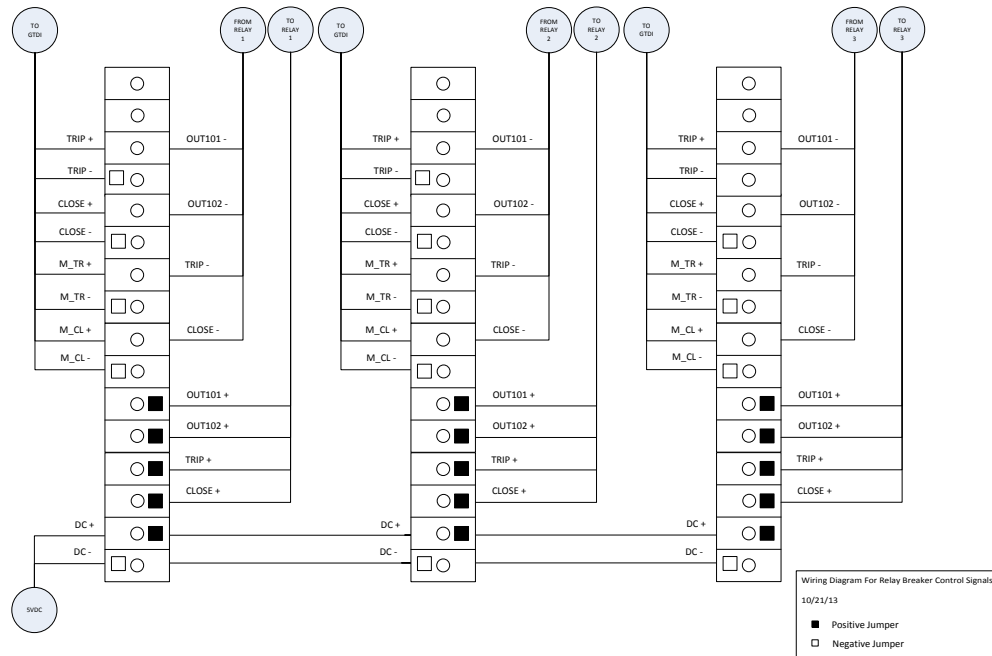 TO GTDI
FROM RELAY 1
TO RELAY 1
TO GTDI
FROM RELAY 2
TO RELAY 2
TO GTDI
FROM RELAY 3
TO RELAY 3
TRIP +
OUT101 -
TRIP +
OUT101 -
TRIP +
OUT101 -
TRIP -
TRIP -
TRIP -
CLOSE +
OUT102 -
CLOSE +
OUT102 -
CLOSE +
OUT102 -
CLOSE -
CLOSE -
CLOSE -
M_TR +
TRIP -
M_TR +
TRIP -
M_TR +
TRIP -
M_TR -
M_TR -
M_TR -
M_CL +
CLOSE -
M_CL +
CLOSE -
M_CL +
CLOSE -
M_CL -
M_CL -
M_CL -
OUT101 +
OUT101 +
OUT101 +
OUT102 +
OUT102 +
OUT102 +
TRIP +
TRIP +
TRIP +
CLOSE +
CLOSE +
CLOSE +
DC +
DC +
DC +
DC -
DC -
DC -
5VDC
Wiring Diagram For Relay Breaker Control Signals
10/21/13
Positive Jumper
Negative Jumper